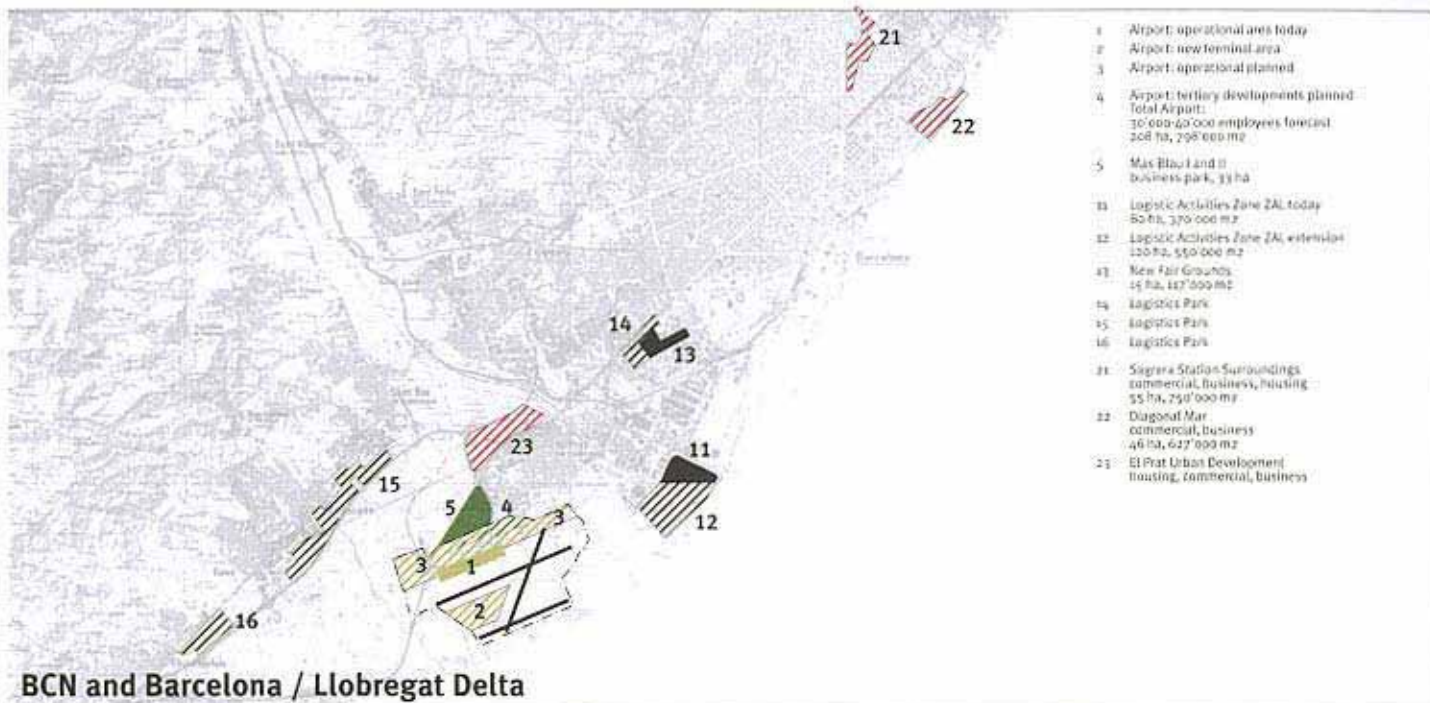 21
22
14
13
11
12
23
15
5
4
3
3
1
2
16
Barcelona
BCN and Barcelona / Llobregat Delta
1 Airport: operational area today
2 Airport: new terminal area
3 Airport: operational planned
4 Airport: tertiary developments planned
Total Airport:
30'000-40'000 employees forecast
208 ha, 798'000 m2
5 Mas Blau I and II
business park, 33 ha
11 Logistic Activities Zone ZAL today
80 ha, 370'000 m2
12 Logistic Activities Zone ZAL extension
120 ha, 550'000 m2
13 New Fair Grounds
15 ha, 117'000 m2
14 Logistics Park
15 Logistics Park
16 Logistics Park
21 Sagrera Station Surroundings
commercial, business, housing
55 ha, 750'000 m2
22 Diagonal Mar
commercial, business
46 ha, 627'000 m2
23 El Prat Urban Development
housing, commercial, business